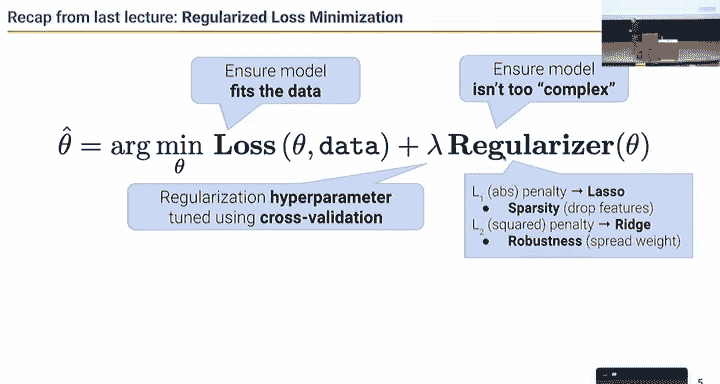 Recap from last lecture: Regularized Loss Minimization
Ensure model
fits the data
Ensure model
isn't too "complex"
θ̂ = arg min_θ Loss (θ, data) + λ Regularizer(θ)
Regularization hyperparameter
tuned using cross-validation
L₁ (abs) penalty → Lasso
● Sparsity (drop features)
L₂ (squared) penalty → Ridge
● Robustness (spread weight)
5